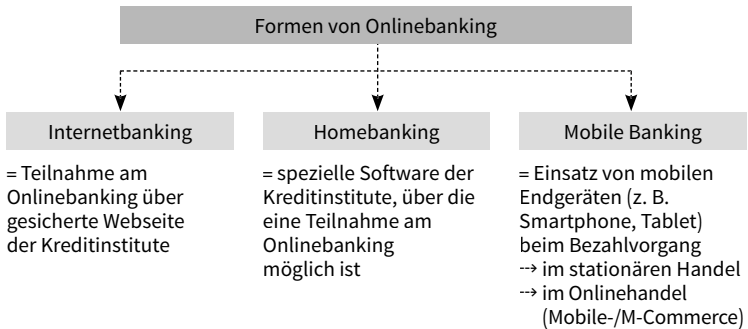 Formen von Onlinebanking
Internetbanking
= Teilnahme am
Onlinebanking über
gesicherte Webseite
der Kreditinstitute
Homebanking
= spezielle Software der
Kreditinstitute, über die
eine Teilnahme am
Onlinebanking
möglich ist
Mobile Banking
= Einsatz von mobilen
Endgeräten (z. B.
Smartphone, Tablet)
beim Bezahlvorgang
⤏ im stationären Handel
⤏ im Onlinehandel
(Mobile-/M-Commerce)